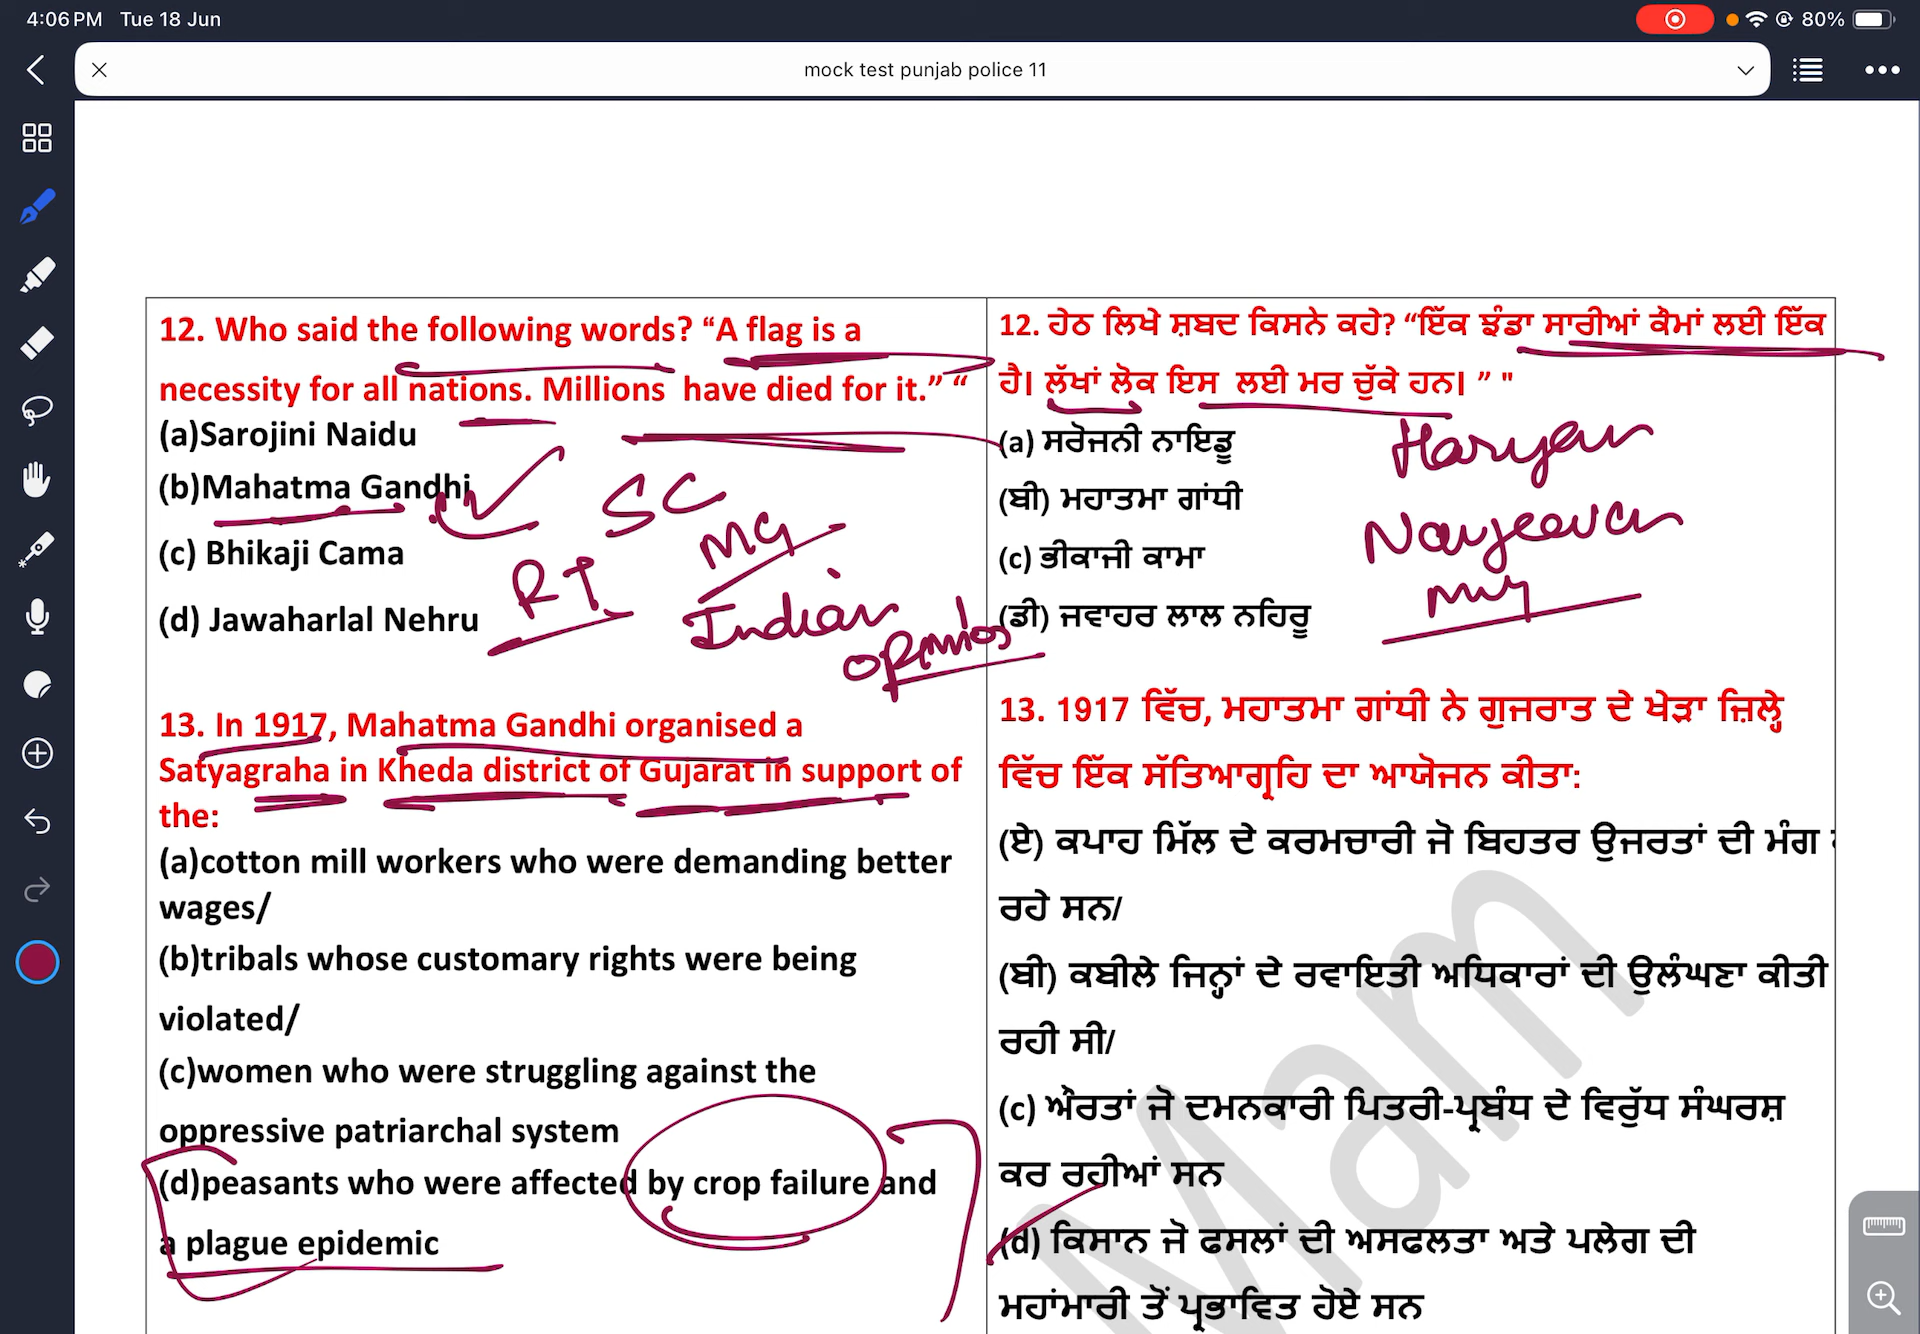 4:06 PM Tue 18 Jun
80%
mock test punjab police 11
12. Who said the following words? “A flag is a
necessity for all nations. Millions have died for it.” “
(a)Sarojini Naidu
(b)Mahatma Gandhi
(c) Bhikaji Cama
(d) Jawaharlal Nehru
SC
MG
RT
Indian
opinion
13. In 1917, Mahatma Gandhi organised a
Satyagraha in Kheda district of Gujarat in support of
the:
(a)cotton mill workers who were demanding better
wages/
(b)tribals whose customary rights were being
violated/
(c)women who were struggling against the
oppressive patriarchal system
(d)peasants who were affected by crop failure and
a plague epidemic
12. ਹੇਠ ਲਿਖੇ ਸ਼ਬਦ ਕਿਸਨੇ ਕਹੇ? “ਇੱਕ ਝੰਡਾ ਸਾਰੀਆਂ ਕੌਮਾਂ ਲਈ ਇੱਕ
ਹੈ। ਲੱਖਾਂ ਲੋਕ ਇਸ ਲਈ ਮਰ ਚੁੱਕੇ ਹਨ। ” "
(a) ਸਰੋਜਨੀ ਨਾਇਡੂ
(ਬੀ) ਮਹਾਤਮਾ ਗਾਂਧੀ
(c) ਭੀਕਾਜੀ ਕਾਮਾ
(ਡੀ) ਜਵਾਹਰ ਲਾਲ ਨਹਿਰੂ
Haryan
Navjeevan
13. 1917 ਵਿੱਚ, ਮਹਾਤਮਾ ਗਾਂਧੀ ਨੇ ਗੁਜਰਾਤ ਦੇ ਖੇੜਾ ਜ਼ਿਲ੍ਹੇ
ਵਿੱਚ ਇੱਕ ਸੱਤਿਆਗ੍ਰਹਿ ਦਾ ਆਯੋਜਨ ਕੀਤਾ:
(ਏ) ਕਪਾਹ ਮਿੱਲ ਦੇ ਕਰਮਚਾਰੀ ਜੋ ਬਿਹਤਰ ਉਜਰਤਾਂ ਦੀ ਮੰਗ
ਰਹੇ ਸਨ/
(ਬੀ) ਕਬੀਲੇ ਜਿਨ੍ਹਾਂ ਦੇ ਰਵਾਇਤੀ ਅਧਿਕਾਰਾਂ ਦੀ ਉਲੰਘਣਾ ਕੀਤੀ
ਰਹੀ ਸੀ/
(c) ਔਰਤਾਂ ਜੋ ਦਮਨਕਾਰੀ ਪਿਤਰੀ-ਪ੍ਰਬੰਧ ਦੇ ਵਿਰੁੱਧ ਸੰਘਰਸ਼
ਕਰ ਰਹੀਆਂ ਸਨ
(d) ਕਿਸਾਨ ਜੋ ਫਸਲਾਂ ਦੀ ਅਸਫਲਤਾ ਅਤੇ ਪਲੇਗ ਦੀ
ਮਹਾਂਮਾਰੀ ਤੋਂ ਪ੍ਰਭਾਵਿਤ ਹੋਏ ਸਨ
Mam